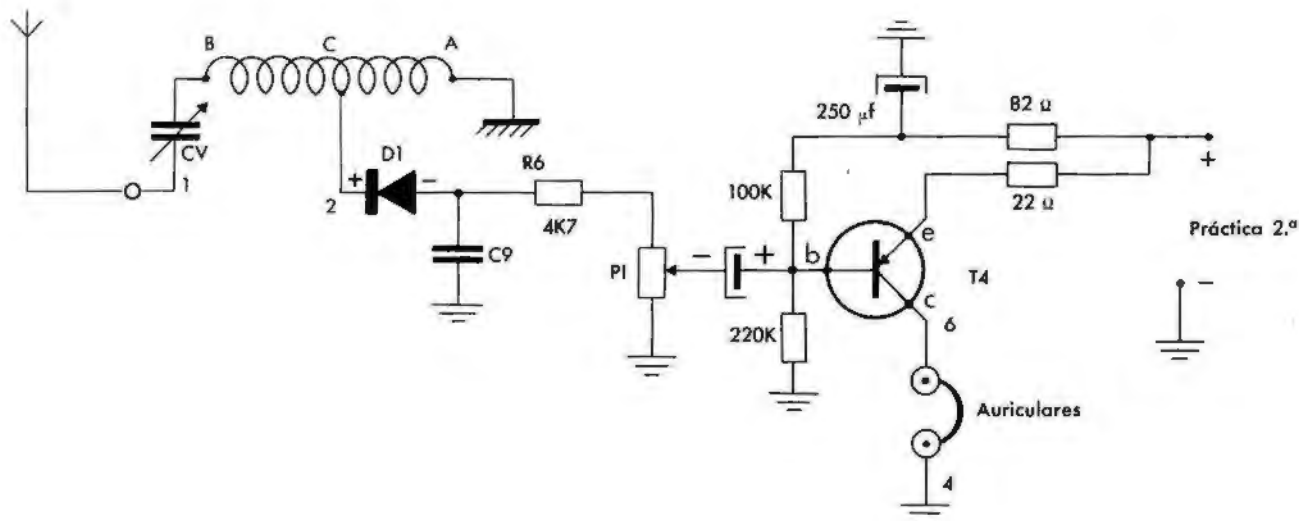 B
C
A
CV
1
D1
+
-
2
R6
4K7
C9
P1
-
+
250 µf
82 Ω
22 Ω
+
100K
220K
b
e
c
T4
6
Práctica 2.ª
-
Auriculares
4